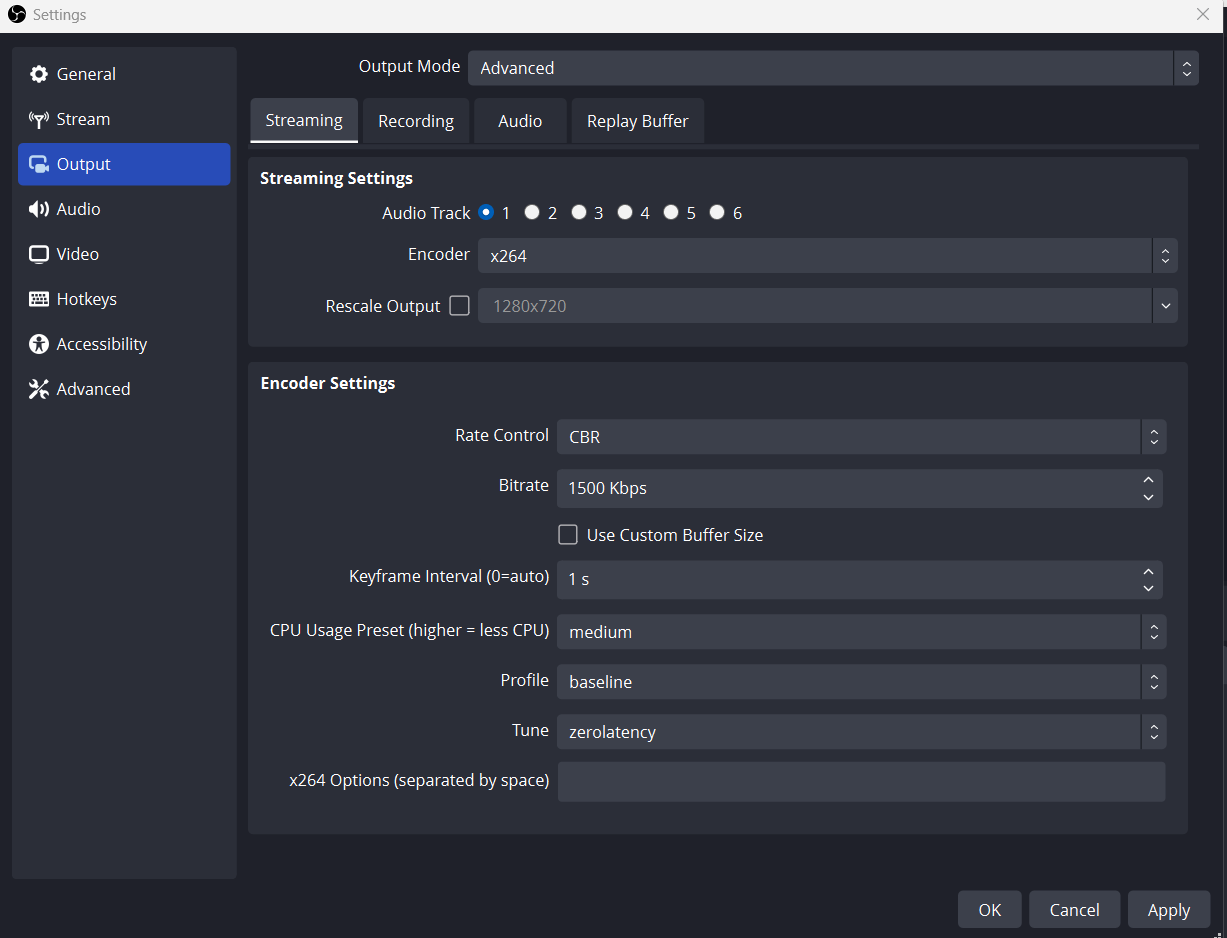 Settings
General
Stream
Output
Audio
Video
Hotkeys
Accessibility
Advanced
Output Mode Advanced
Streaming Recording Audio Replay Buffer
Streaming Settings
Audio Track 1 2 3 4 5 6
Encoder x264
Rescale Output 1280x720
Encoder Settings
Rate Control CBR
Bitrate 1500 Kbps
Use Custom Buffer Size
Keyframe Interval (0=auto) 1 s
CPU Usage Preset (higher = less CPU) medium
Profile baseline
Tune zerolatency
x264 Options (separated by space)
OK Cancel Apply